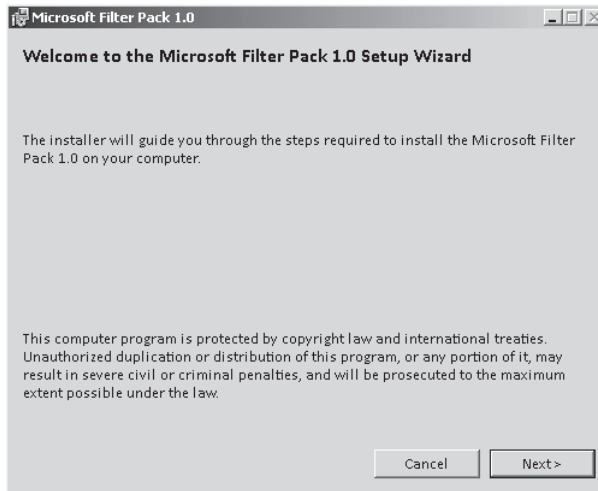 Microsoft Filter Pack 1.0
Welcome to the Microsoft Filter Pack 1.0 Setup Wizard
The installer will guide you through the steps required to install the Microsoft Filter
Pack 1.0 on your computer.
This computer program is protected by copyright law and international treaties.
Unauthorized duplication or distribution of this program, or any portion of it, may
result in severe civil or criminal penalties, and will be prosecuted to the maximum
extent possible under the law.
Cancel
Next >